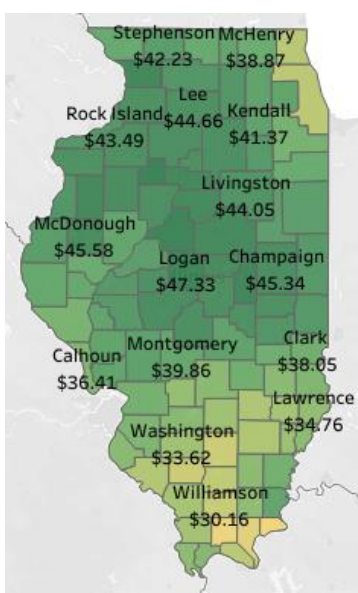 Stephenson McHenry
$42.23 $38.87
Lee
Rock Island Kendall
$44.66
$43.49 $41.37
Livingston
$44.05
McDonough
$45.58
Logan Champaign
$47.33 $45.34
Clark
Calhoun Montgomery
$36.41 $39.86 $38.05
Lawrence
$34.76
Washington
$33.62
Williamson
$30.16